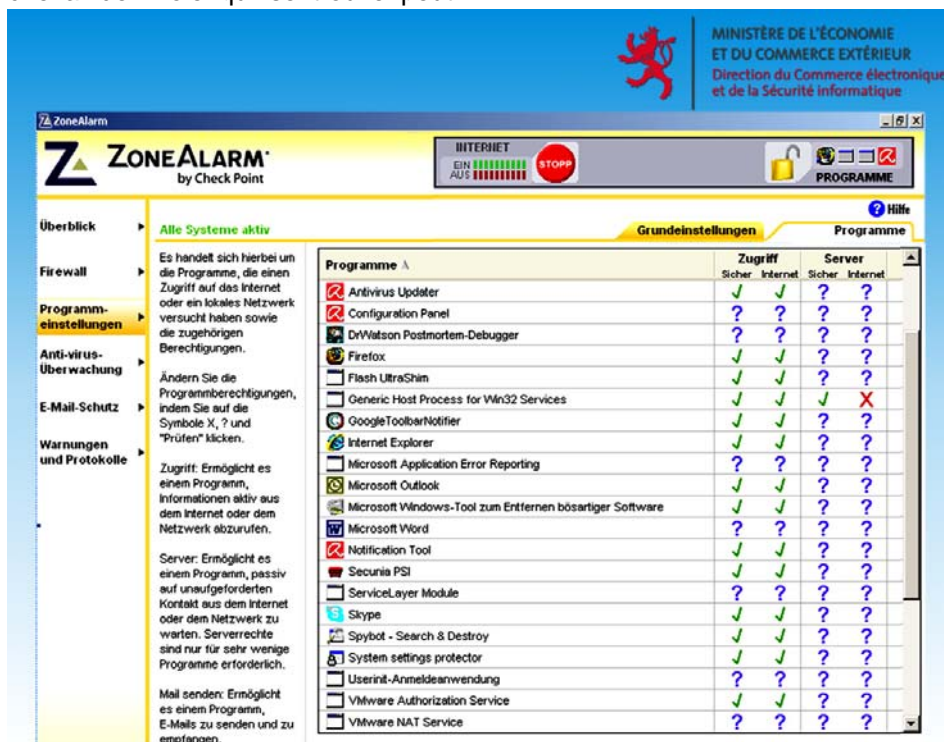 MINISTÈRE DE L'ÉCONOMIE
ET DU COMMERCE EXTÉRIEUR
Direction du Commerce électronique
et de la Sécurité informatique
ZoneAlarm
ZA ZONEALARM
by Check Point
INTERNET
EIN
AUS
STOPP
PROGRAMME
Hilfe
Überblick
Firewall
Programm-
einstellungen
Anti-virus-
Überwachung
E-Mail-Schutz
Warnungen
und Protokolle
Alle Systeme aktiv
Grundeinstellungen
Programme
Es handelt sich hierbei um
die Programme, die einen
Zugriff auf das Internet
oder ein lokales Netzwerk
versucht haben sowie
die zugehörigen
Berechtigungen.
Ändern Sie die
Programmberechtigungen,
indem Sie auf die
Symbole X, ? und
"Prüfen" klicken.
Zugriff: Ermöglicht es
einem Programm,
Informationen aktiv aus
dem Internet oder dem
Netzwerk abzurufen.
Server: Ermöglicht es
einem Programm, passiv
auf unaufgeforderten
Kontakt aus dem Internet
oder dem Netzwerk zu
warten. Serverrechte
sind nur für sehr wenige
Programme erforderlich.
Mail senden: Ermöglicht
es einem Programm,
E-Mails zu senden und zu
empfangen.
Programme Zugriff Server
Sicher Internet Sicher Internet
Antivirus Updater ? ?
Configuration Panel ? ? ? ?
DrWatson Postmortem-Debugger ? ? ? ?
Firefox ? ?
Flash UltraShim ? ?
Generic Host Process for Win32 Services X
GoogleToolbarNotifier ? ?
Internet Explorer ? ?
Microsoft Application Error Reporting ? ? ? ?
Microsoft Outlook ? ?
Microsoft Windows-Tool zum Entfernen bösartiger Software ? ?
Microsoft Word ? ? ? ?
Notification Tool ? ?
Secunia PSI ? ?
ServiceLayer Module ? ? ? ?
Skype ? ?
Spybot - Search & Destroy ? ?
System settings protector ? ?
Userinit-Anmeldeanwendung ? ? ? ?
VMware Authorization Service ? ?
VMware NAT Service ? ? ? ?